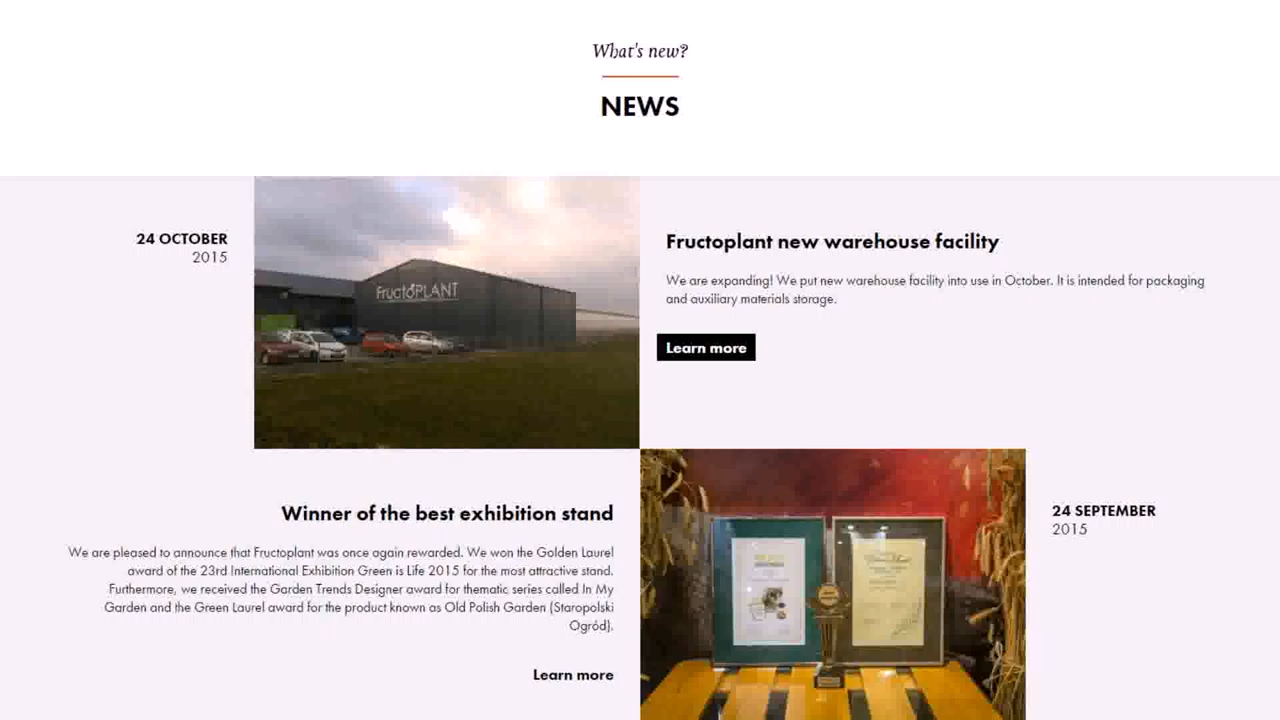 What's new?
NEWS
24 OCTOBER
2015
FructoPLANT
Fructoplant new warehouse facility
We are expanding! We put new warehouse facility into use in October. It is intended for packaging
and auxiliary materials storage.
Learn more
Winner of the best exhibition stand
We are pleased to announce that Fructoplant was once again rewarded. We won the Golden Laurel
award of the 23rd International Exhibition Green is Life 2015 for the most attractive stand.
Furthermore, we received the Garden Trends Designer award for thematic series called In My
Garden and the Green Laurel award for the product known as Old Polish Garden (Staropolski
Ogród).
Learn more
24 SEPTEMBER
2015